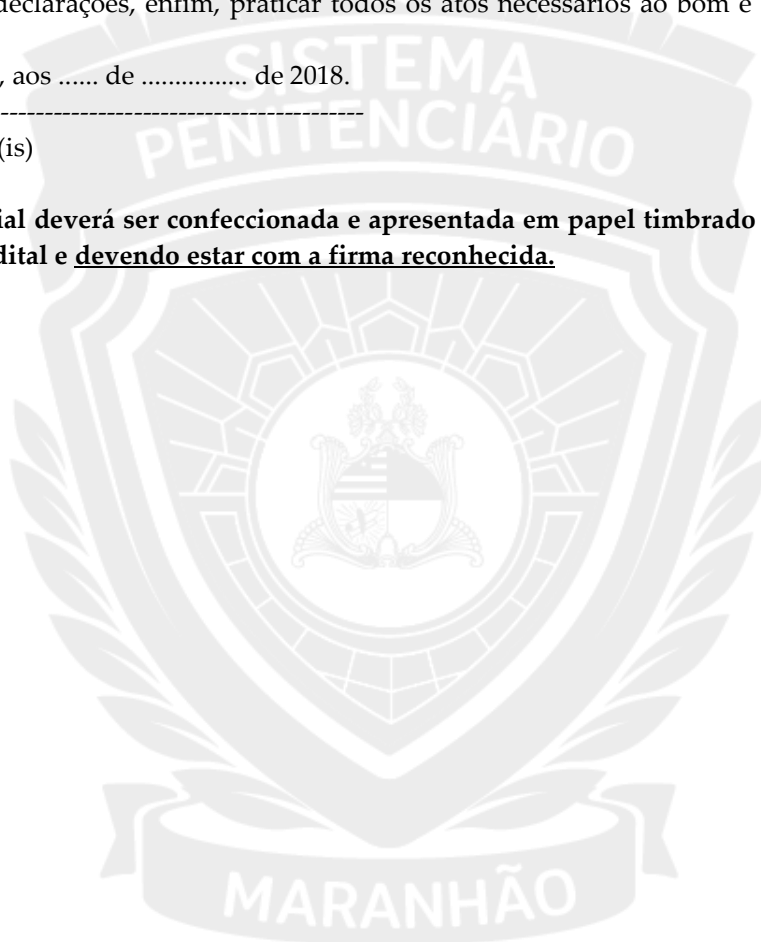 declarações, enfim, praticar todos os atos necessários ao bom e
, aos ...... de ................ de 2018.
-------------------------------------------
(is)
ial deverá ser confeccionada e apresentada em papel timbrado
dital e devendo estar com a firma reconhecida.
SISTEMA
PENITENCIÁRIO
MARANHÃO